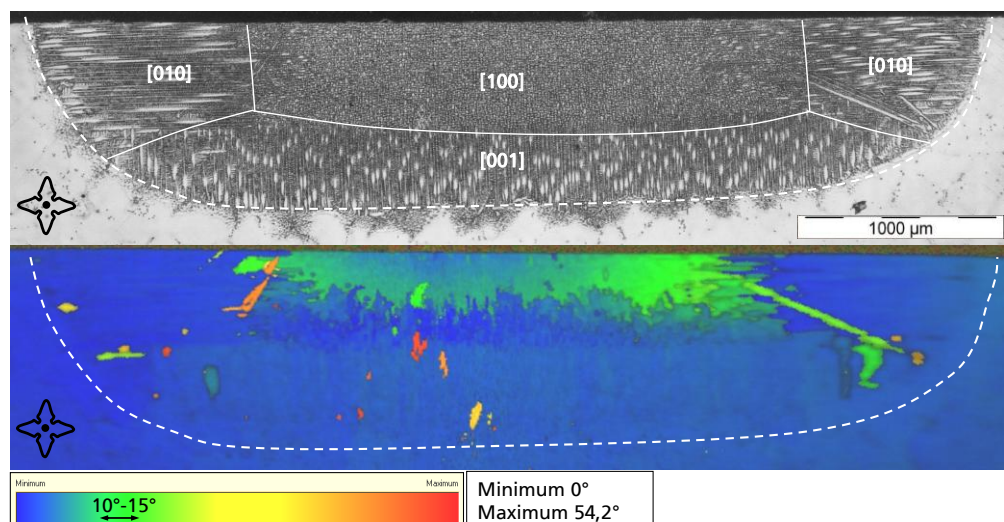 [010]
[100]
[010]
[001]
1000 µm
Minimum
Maximum
10°-15°
Minimum 0°
Maximum 54,2°